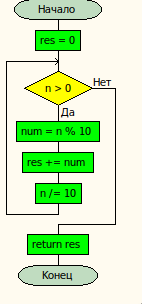 Начало
res = 0
n > 0
Нет
Да
num = n % 10
res += num
n /= 10
return res
Конец